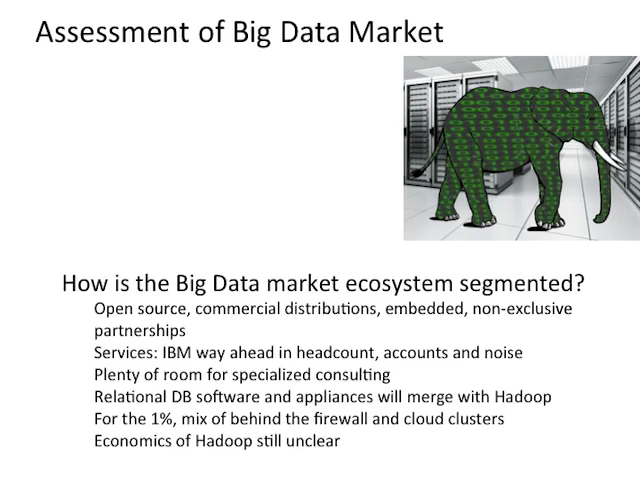 Assessment of Big Data Market
How is the Big Data market ecosystem segmented?
Open source, commercial distributions, embedded, non-exclusive
partnerships
Services: IBM way ahead in headcount, accounts and noise
Plenty of room for specialized consulting
Relational DB software and appliances will merge with Hadoop
For the 1%, mix of behind the firewall and cloud clusters
Economics of Hadoop still unclear